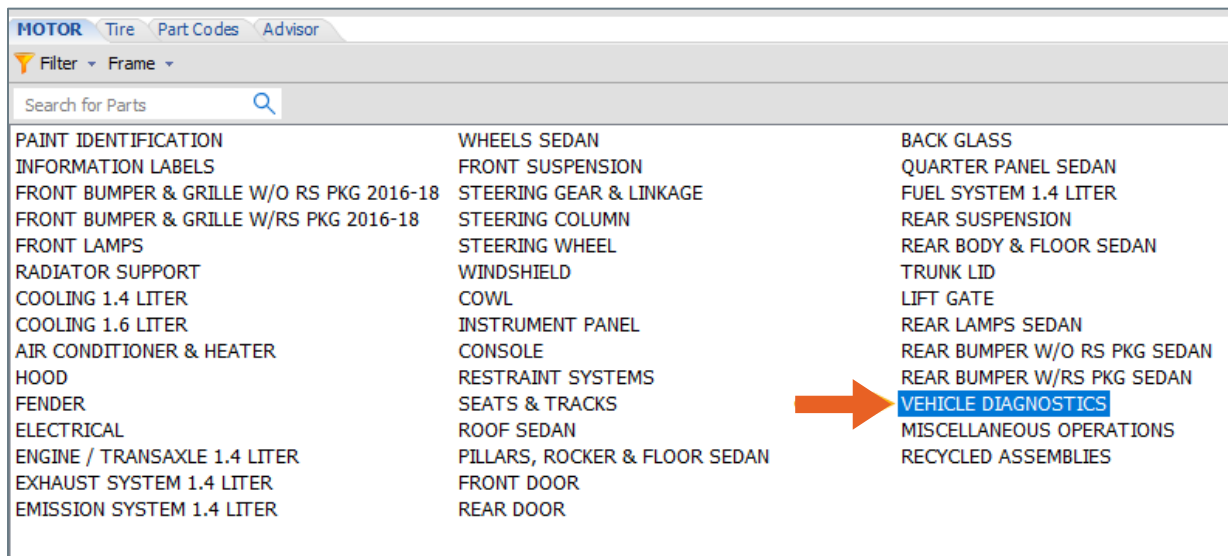 MOTOR Tire Part Codes Advisor
Filter Frame
Search for Parts
PAINT IDENTIFICATION
INFORMATION LABELS
FRONT BUMPER & GRILLE W/O RS PKG 2016-18
FRONT BUMPER & GRILLE W/RS PKG 2016-18
FRONT LAMPS
RADIATOR SUPPORT
COOLING 1.4 LITER
COOLING 1.6 LITER
AIR CONDITIONER & HEATER
HOOD
FENDER
ELECTRICAL
ENGINE / TRANSAXLE 1.4 LITER
EXHAUST SYSTEM 1.4 LITER
EMISSION SYSTEM 1.4 LITER
WHEELS SEDAN
FRONT SUSPENSION
STEERING GEAR & LINKAGE
STEERING COLUMN
STEERING WHEEL
WINDSHIELD
COWL
INSTRUMENT PANEL
CONSOLE
RESTRAINT SYSTEMS
SEATS & TRACKS
ROOF SEDAN
PILLARS, ROCKER & FLOOR SEDAN
FRONT DOOR
REAR DOOR
BACK GLASS
QUARTER PANEL SEDAN
FUEL SYSTEM 1.4 LITER
REAR SUSPENSION
REAR BODY & FLOOR SEDAN
TRUNK LID
LIFT GATE
REAR LAMPS SEDAN
REAR BUMPER W/O RS PKG SEDAN
REAR BUMPER W/RS PKG SEDAN
VEHICLE DIAGNOSTICS
MISCELLANEOUS OPERATIONS
RECYCLED ASSEMBLIES